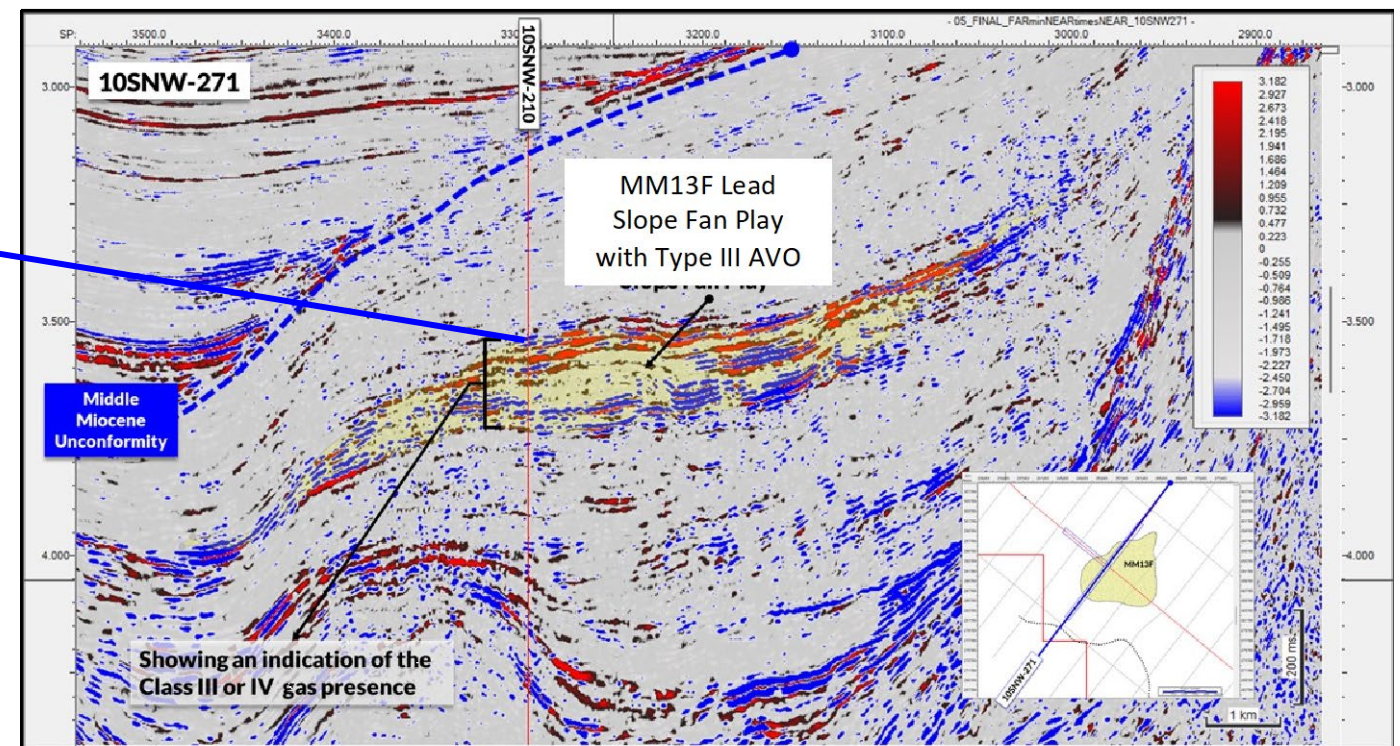 - 05_FINAL_FARminNEARtimesNEAR_10SNW271 -
SP: 3500.0 3400.0 3300.0 3200.0 3100.0 3000.0 2900.0
10SNW-271
10SNW-210
3.000
3.500
4.000
-3.000
-3.500
-4.000
MM13F Lead
Slope Fan Play
with Type III AVO
Slope Fan Play
Middle
Miocene
Unconformity
Showing an indication of the
Class III or IV gas presence
3.182
2.927
2.673
2.418
2.195
1.941
1.686
1.464
1.209
0.955
0.732
0.477
0.223
0
-0.255
-0.509
-0.764
-0.986
-1.241
-1.495
-1.718
-1.973
-2.227
-2.450
-2.704
-2.959
-3.182
MM13F
10SNW-271
200 ms.
1 km